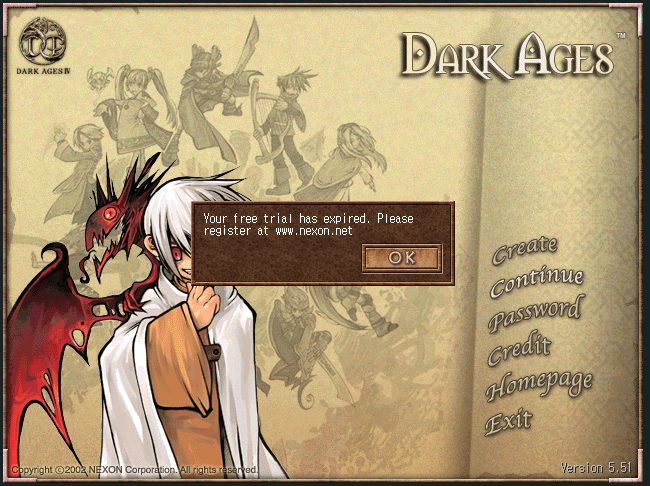 DARK AGES IV
DARK AGES™
Your free trial has expired. Please
register at www.nexon.net
OK
Create
Continue
Password
Credit
Homepage
Exit
Copyright ©2002 NEXON Corporation. All rights reserved.
Version 5.51